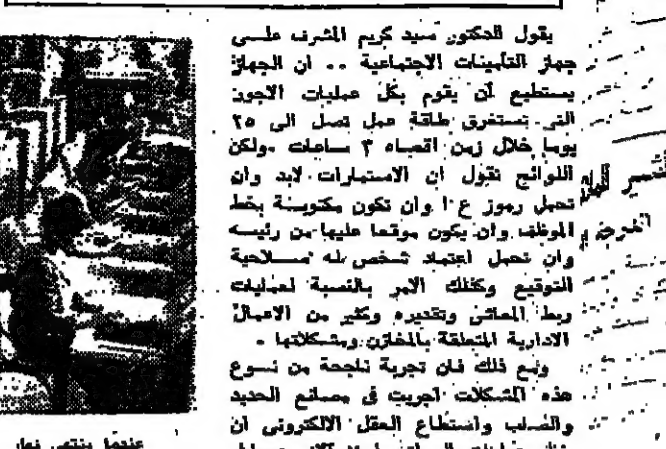 يقول الدكتور سيد كريم المشرف على
جهاز التأمينات الاجتماعية .. ان الجهاز
يستطيع أن يقوم بكل عمليات الاجور
التى تستغرق طاقة عمل تصل الى ٢٥
يوما خلال زمن اقصاه ٣ ساعات ولكن
اللوائح تقول ان الاستمارات لابد وان
تحمل رموز ع ا وان تكون مكتوبة بخط
الموظف وان يكون موقعا عليها من رئيسه
وان تحمل اعتماد شخص له صلاحية
التوقيع وكذلك الامر بالنسبة لعمليات
ربط المعاش وتقديره وكثير من الاعمال
الادارية المتعلقة بالمخازن ومشكلاتها .
ومع ذلك فان تجربة ناجحة من نوع
هذه المشكلات اجريت فى مصانع الحديد
والصلب واستطاع العقل الالكترونى ان
عندما ينتهى